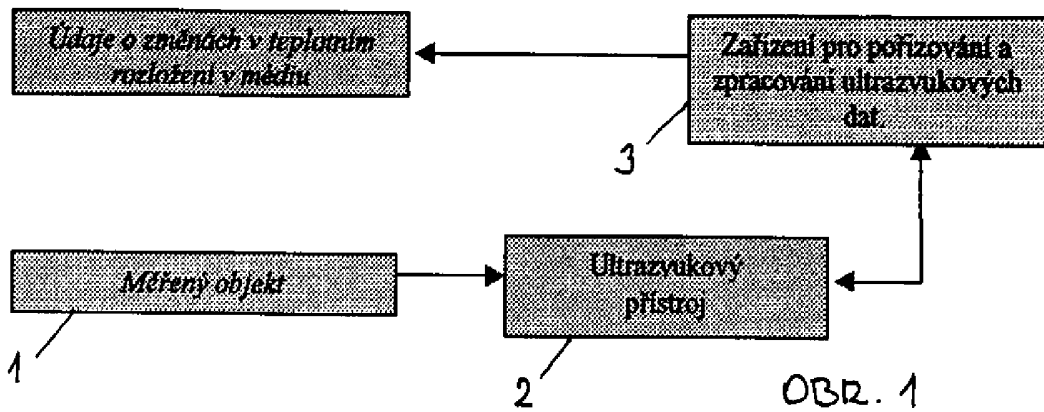 Údaje o změnách v teplotním
rozložení v médiu
Zařízení pro pořizování a
zpracování ultrazvukových
dat.
3
Měřený objekt
Ultrazvukový
přístroj
1
2
OBR. 1